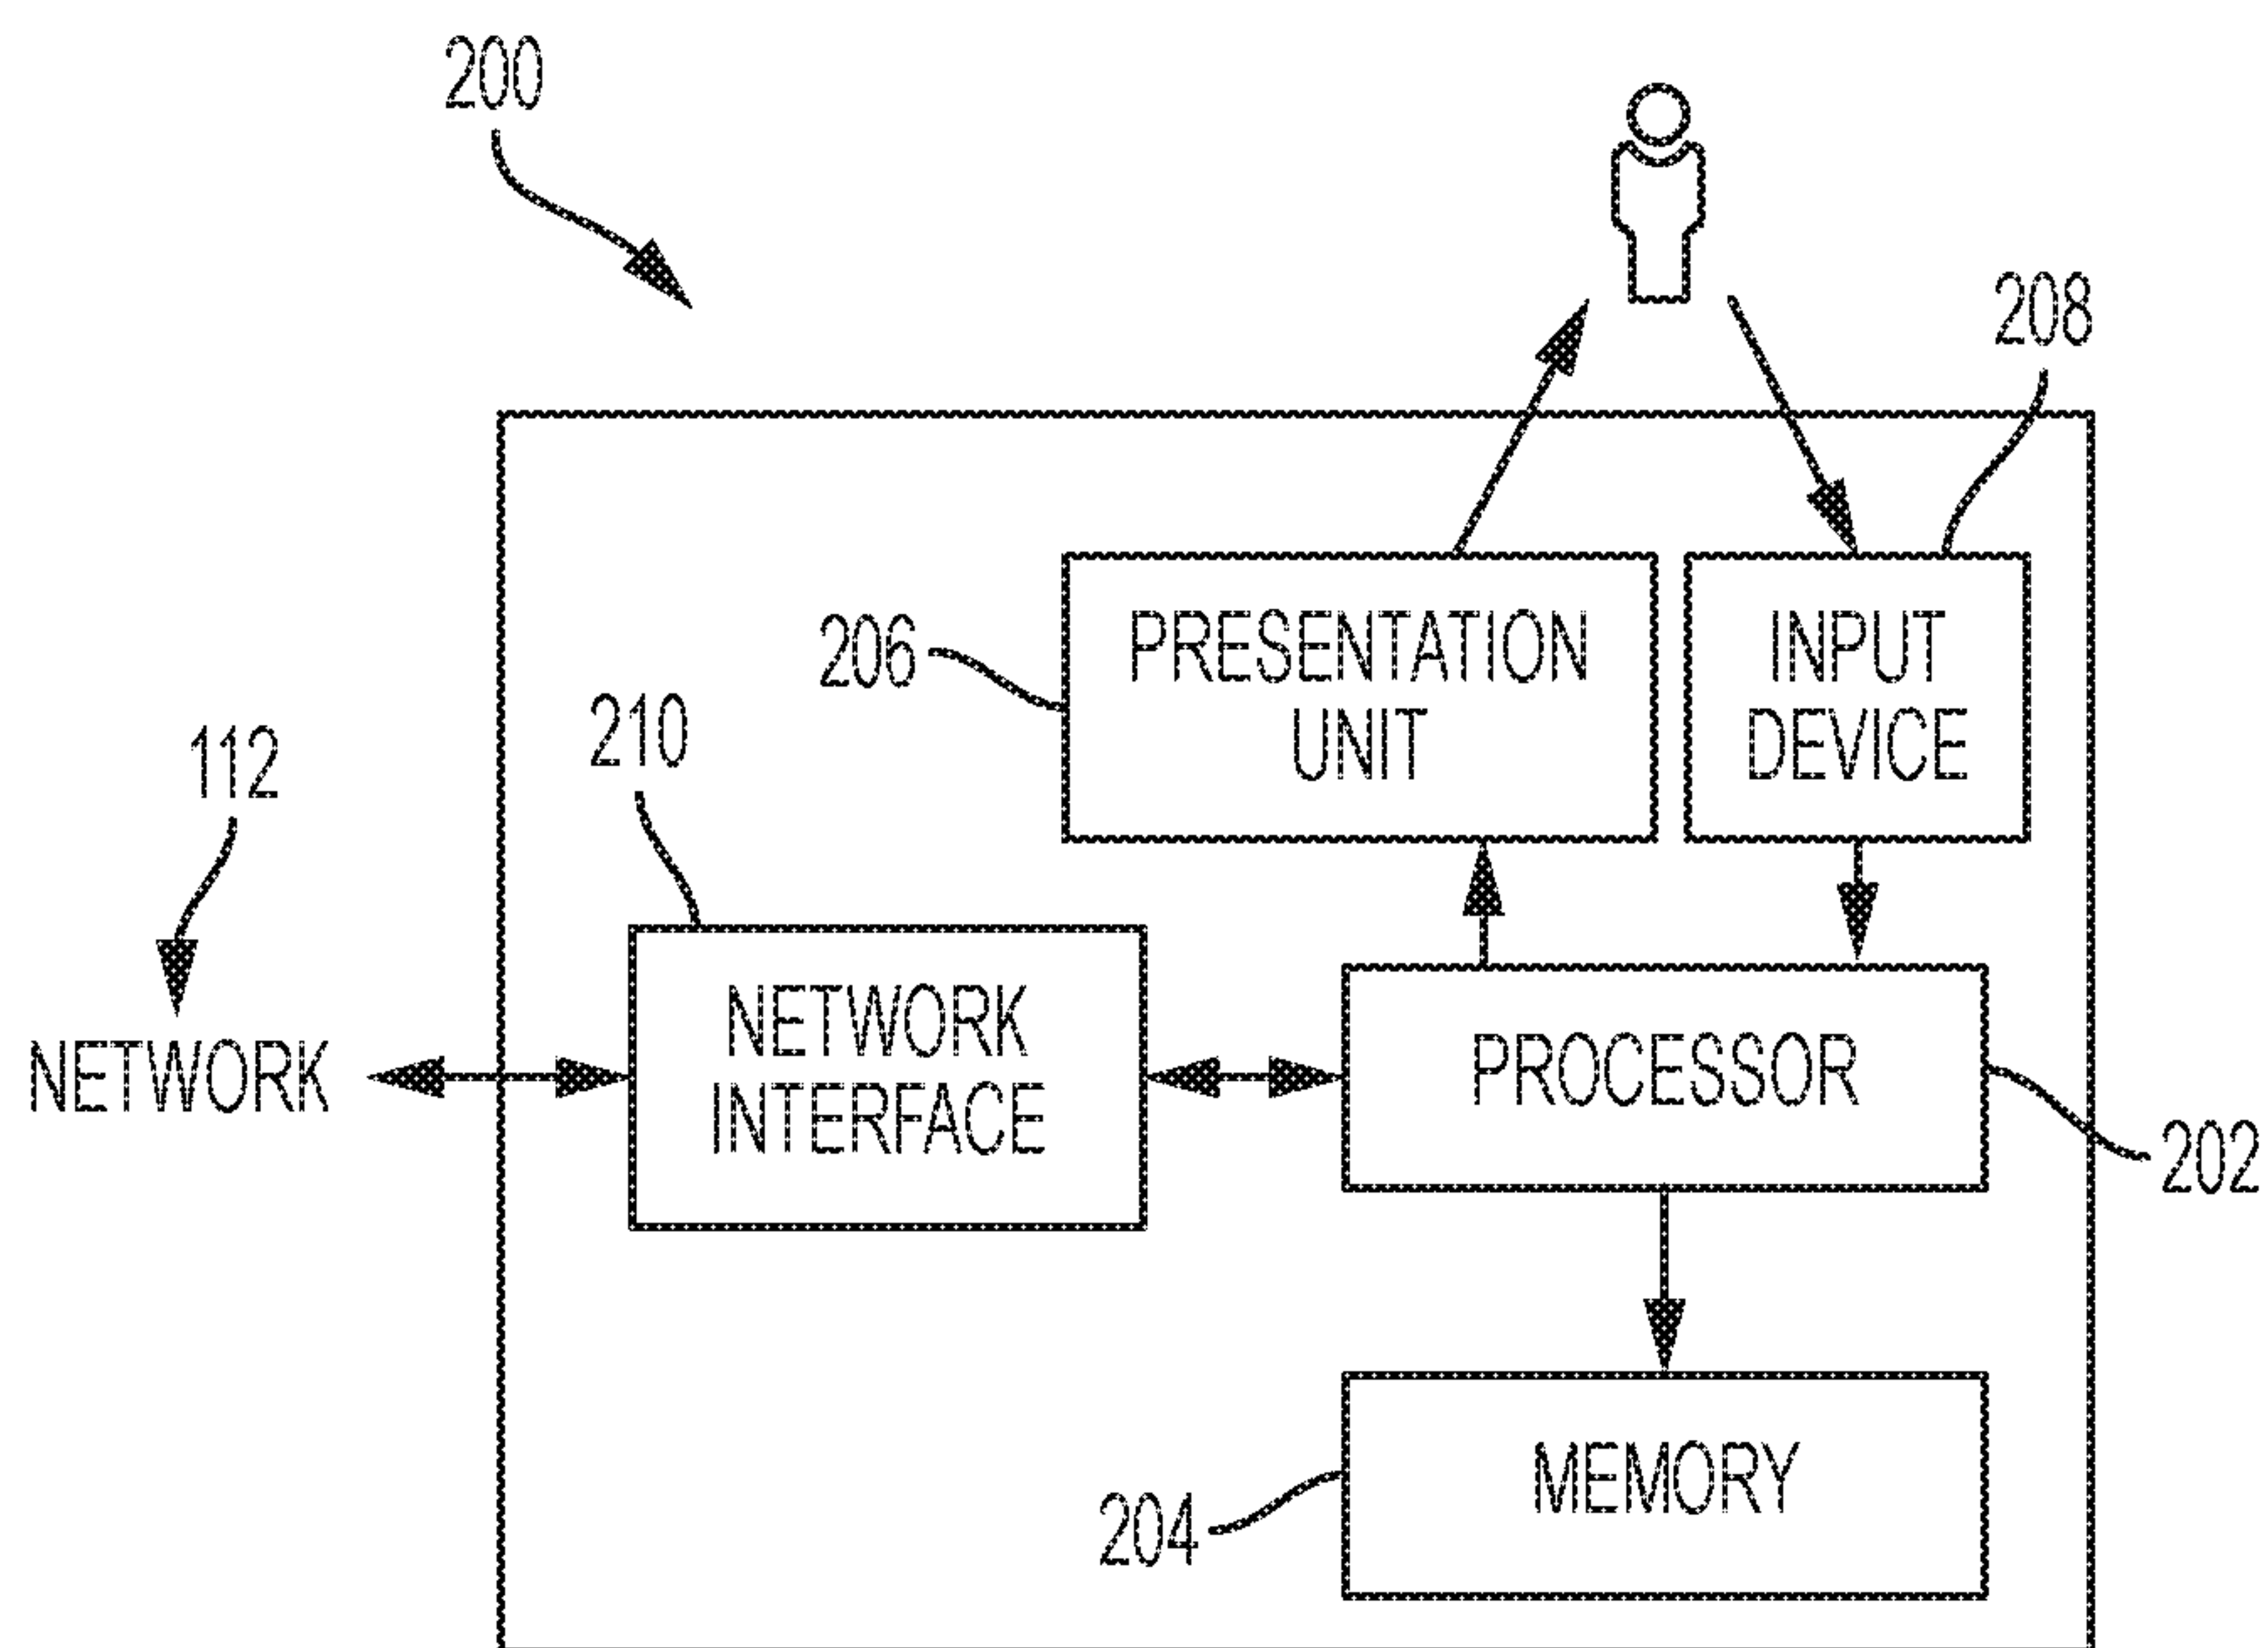 200
208
206
PRESENTATION
UNIT
INPUT
DEVICE
210
112
NETWORK
INTERFACE
NETWORK
PROCESSOR
202
MEMORY
204